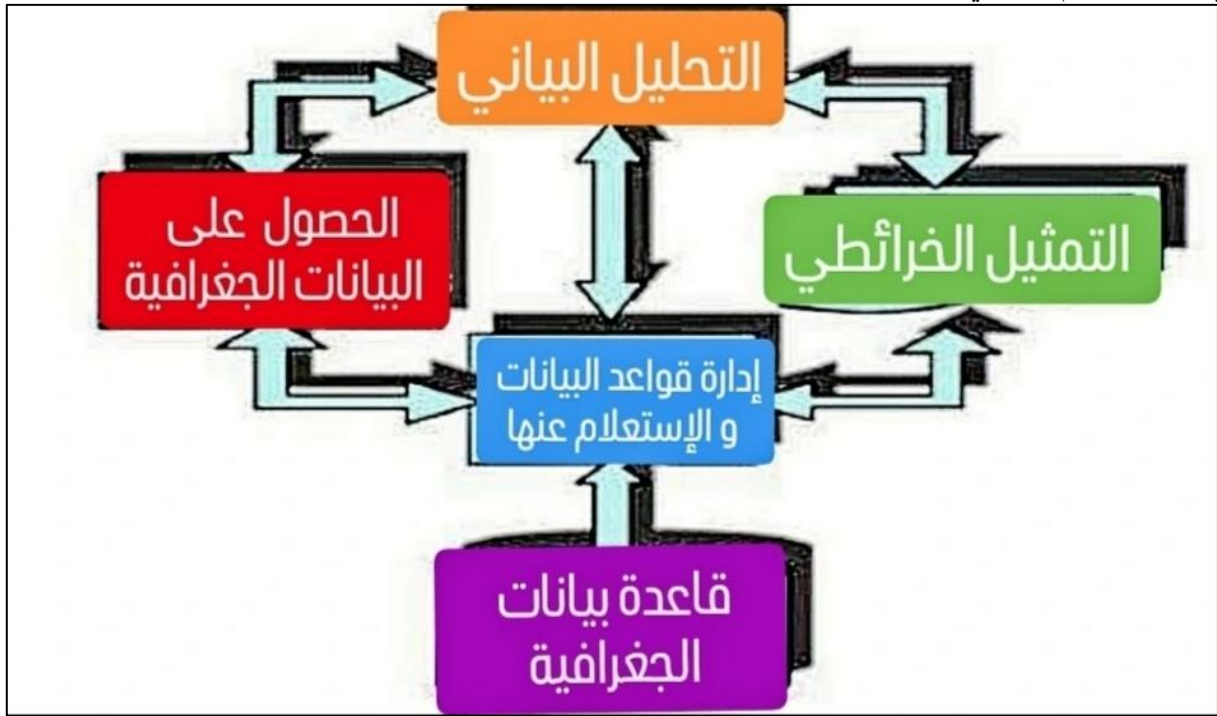 التحليل البياني
الحصول على
البيانات الجغرافية
التمثيل الخرائطي
إدارة قواعد البيانات
و الإستعلام عنها
قاعدة بيانات
الجغرافية